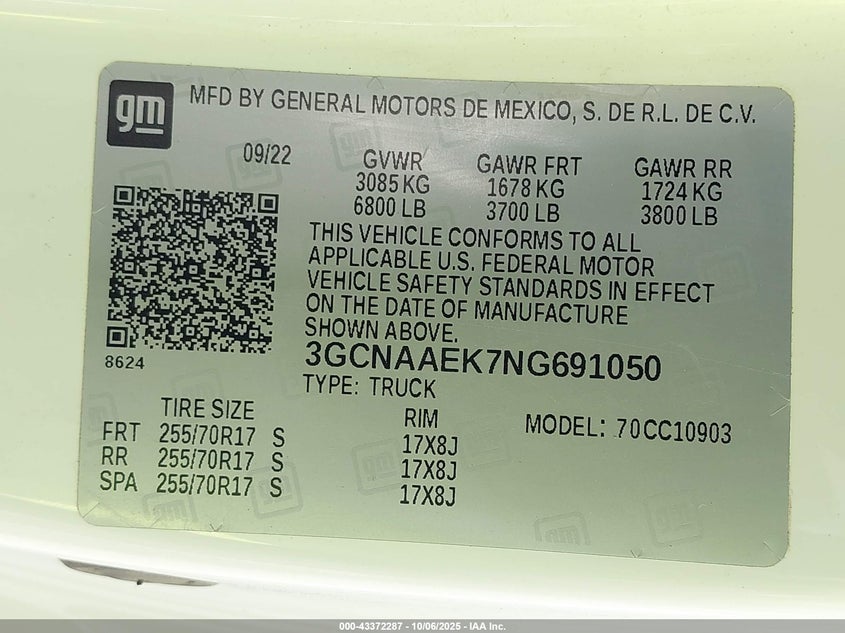 gm MFD BY GENERAL MOTORS DE MEXICO, S. DE R.L. DE C.V.
09/22
GVWR GAWR FRT GAWR RR
3085 KG 1678 KG 1724 KG
6800 LB 3700 LB 3800 LB
THIS VEHICLE CONFORMS TO ALL
APPLICABLE U.S. FEDERAL MOTOR
VEHICLE SAFETY STANDARDS IN EFFECT
ON THE DATE OF MANUFACTURE
SHOWN ABOVE.
8624
3GCNAAEK7NG691050
TYPE: TRUCK
TIRE SIZE RIM MODEL: 70CC10903
FRT 255/70R17 S 17X8J
RR 255/70R17 S 17X8J
SPA 255/70R17 S 17X8J
000-43372287 - 10/06/2025 - IAA Inc.